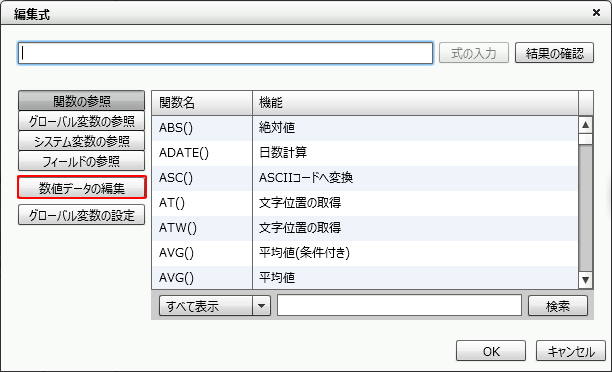 編集式
式の入力
結果の確認
関数の参照
グローバル変数の参照
システム変数の参照
フィールドの参照
数値データの編集
グローバル変数の設定
関数名 機能
ABS() 絶対値
ADATE() 日数計算
ASC() ASCIIコードへ変換
AT() 文字位置の取得
ATW() 文字位置の取得
AVG() 平均値(条件付き)
AVG() 平均値
すべて表示
検索
OK
キャンセル